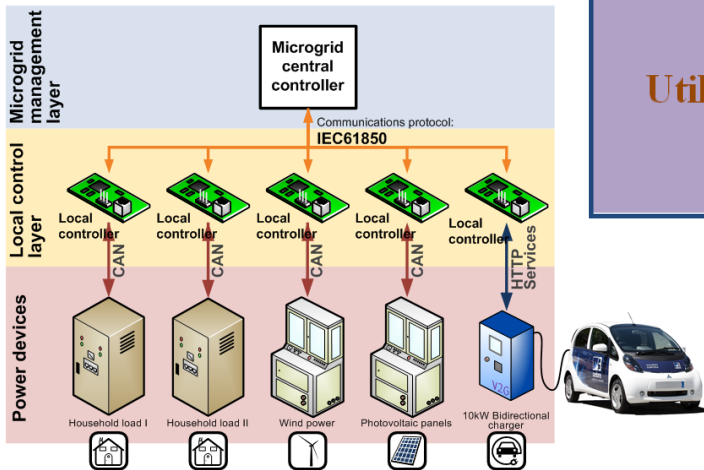 Microgrid
management
layer
Microgrid
central
controller
Communications protocol:
IEC61850
Util
Local control
layer
Local
controller
Local
controller
Local
controller
Local
controller
Local
controller
CAN
CAN
CAN
CAN
HTTP
Services
Power devices
V2G
Household load I
Household load II
Wind power
Photovoltaic panels
10kW Bidirectional
charger